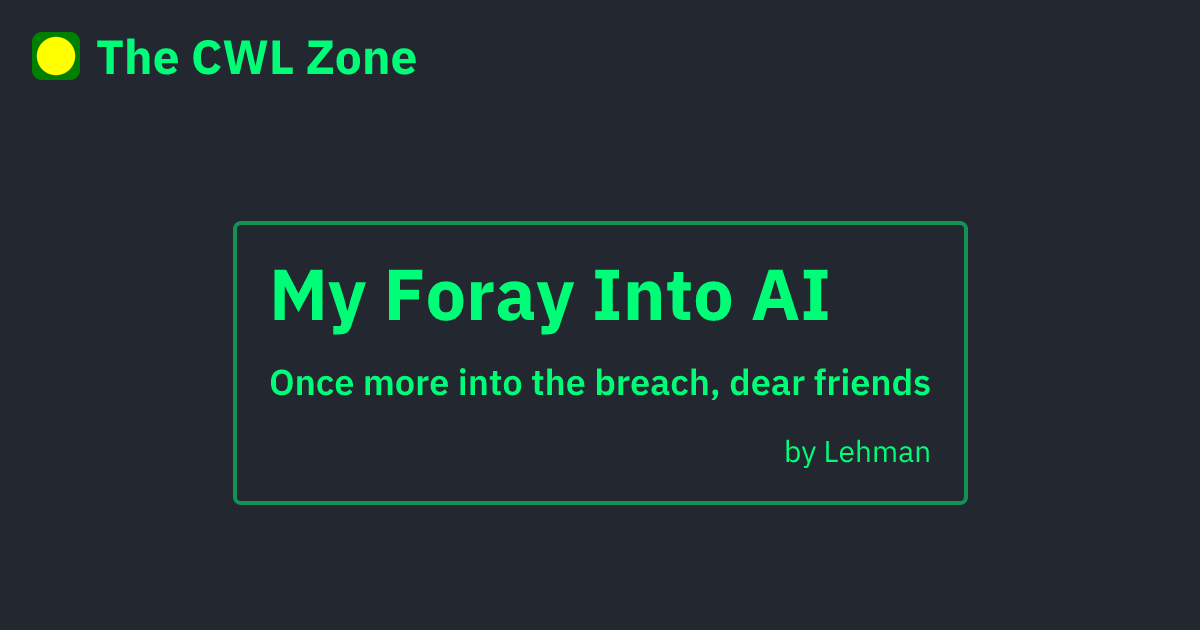 The CWL Zone
My Foray Into AI
Once more into the breach, dear friends
by Lehman